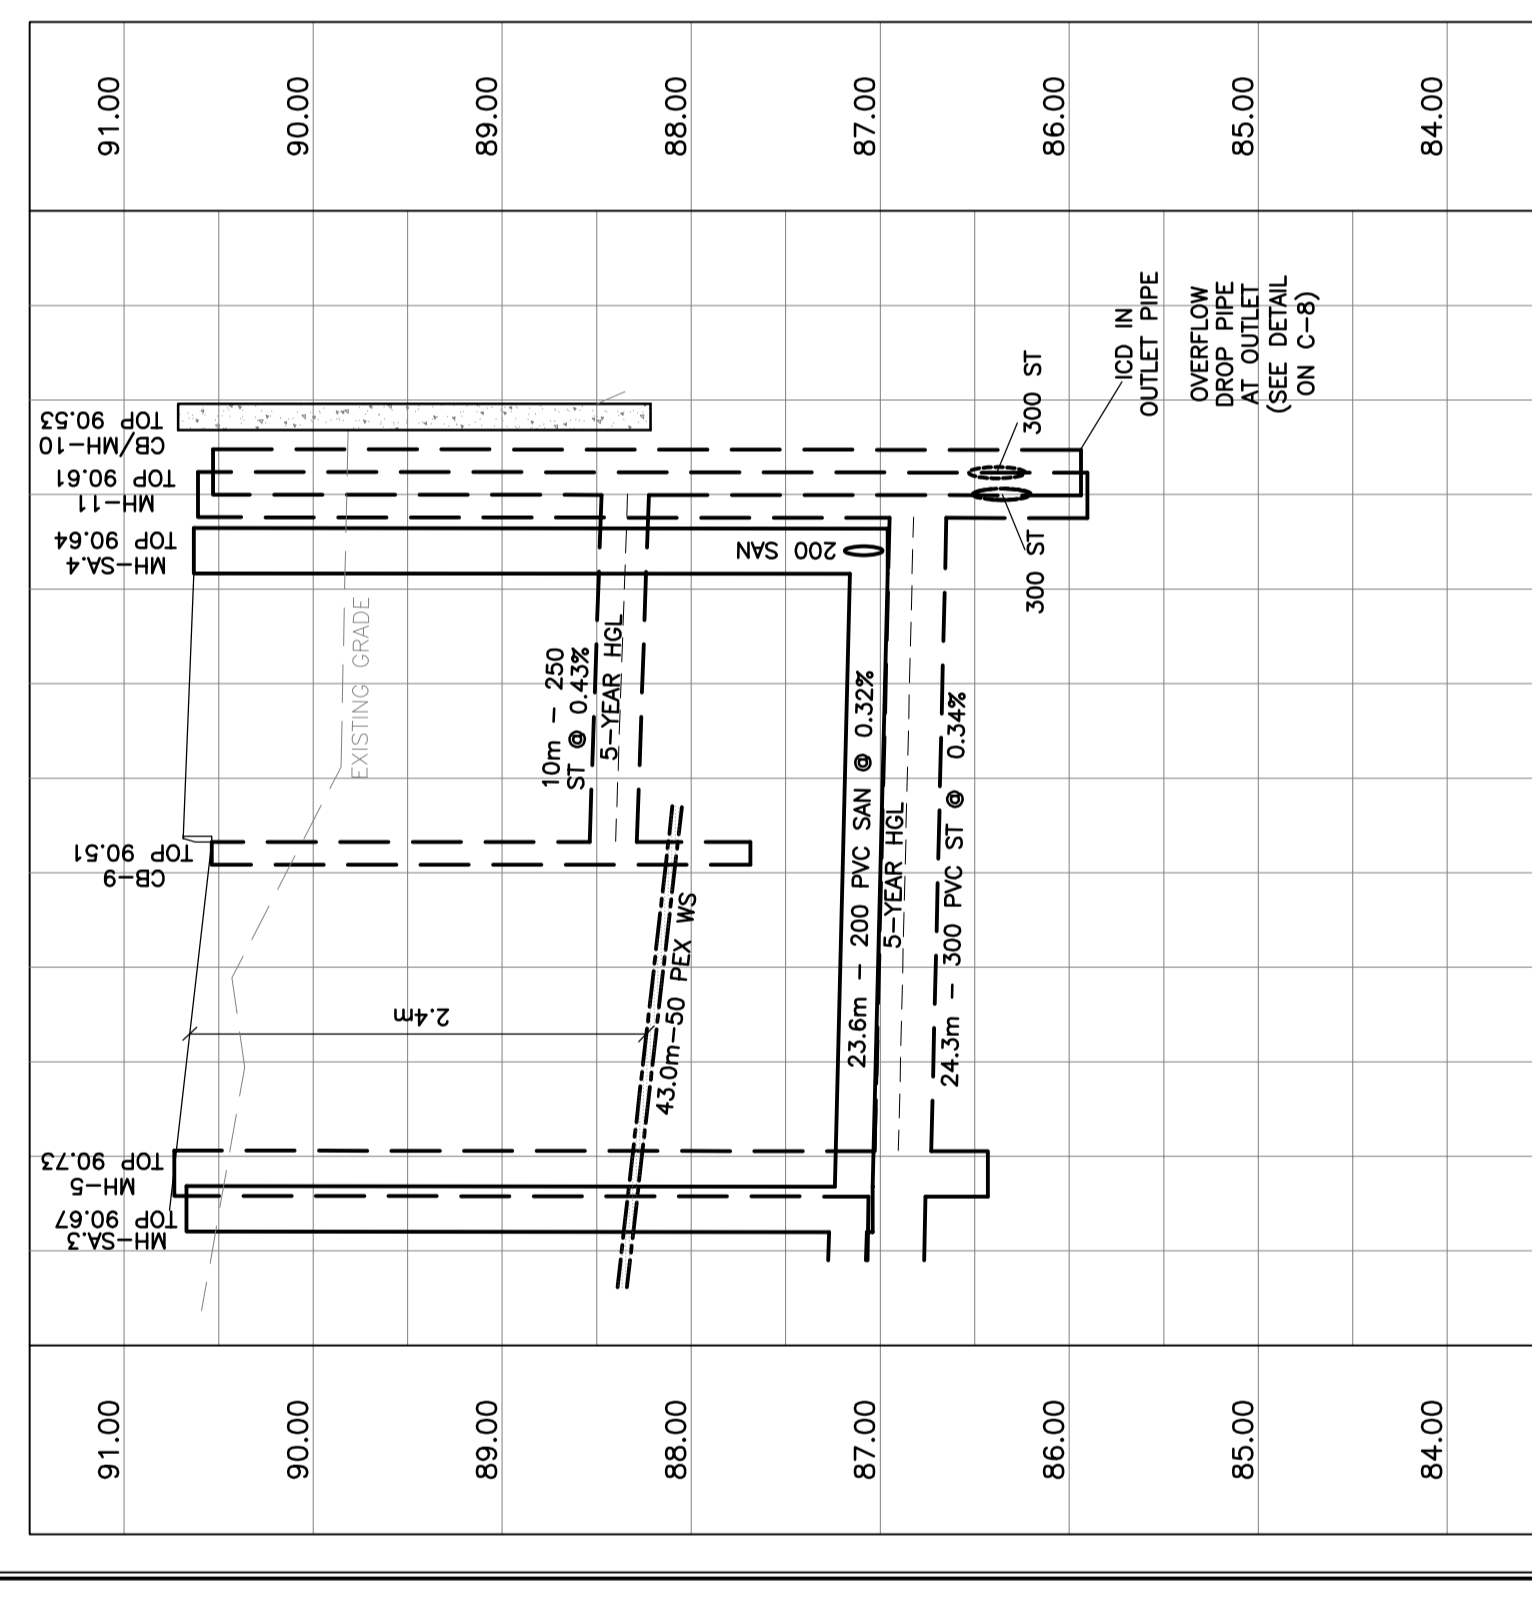 91.00
90.00
89.00
88.00
87.00
86.00
85.00
84.00
MH-SA.3
TOP 90.67
MH-5
TOP 90.73
CB-9
TOP 90.51
MH-SA.4
TOP 90.64
MH-11
TOP 90.61
CB/MH-10
TOP 90.53
EXISTING GRADE
2.4m
10m - 250
ST @ 0.43%
5-YEAR HGL
43.0m-50 PEX WS
200 SAN
23.6m - 200 PVC SAN @ 0.32%
5-YEAR HGL
24.3m - 300 PVC ST @ 0.34%
300 ST
300 ST
ICD IN
OUTLET PIPE
OVERFLOW
DROP PIPE
AT OUTLET
(SEE DETAIL
ON C-8)
91.00
90.00
89.00
88.00
87.00
86.00
85.00
84.00